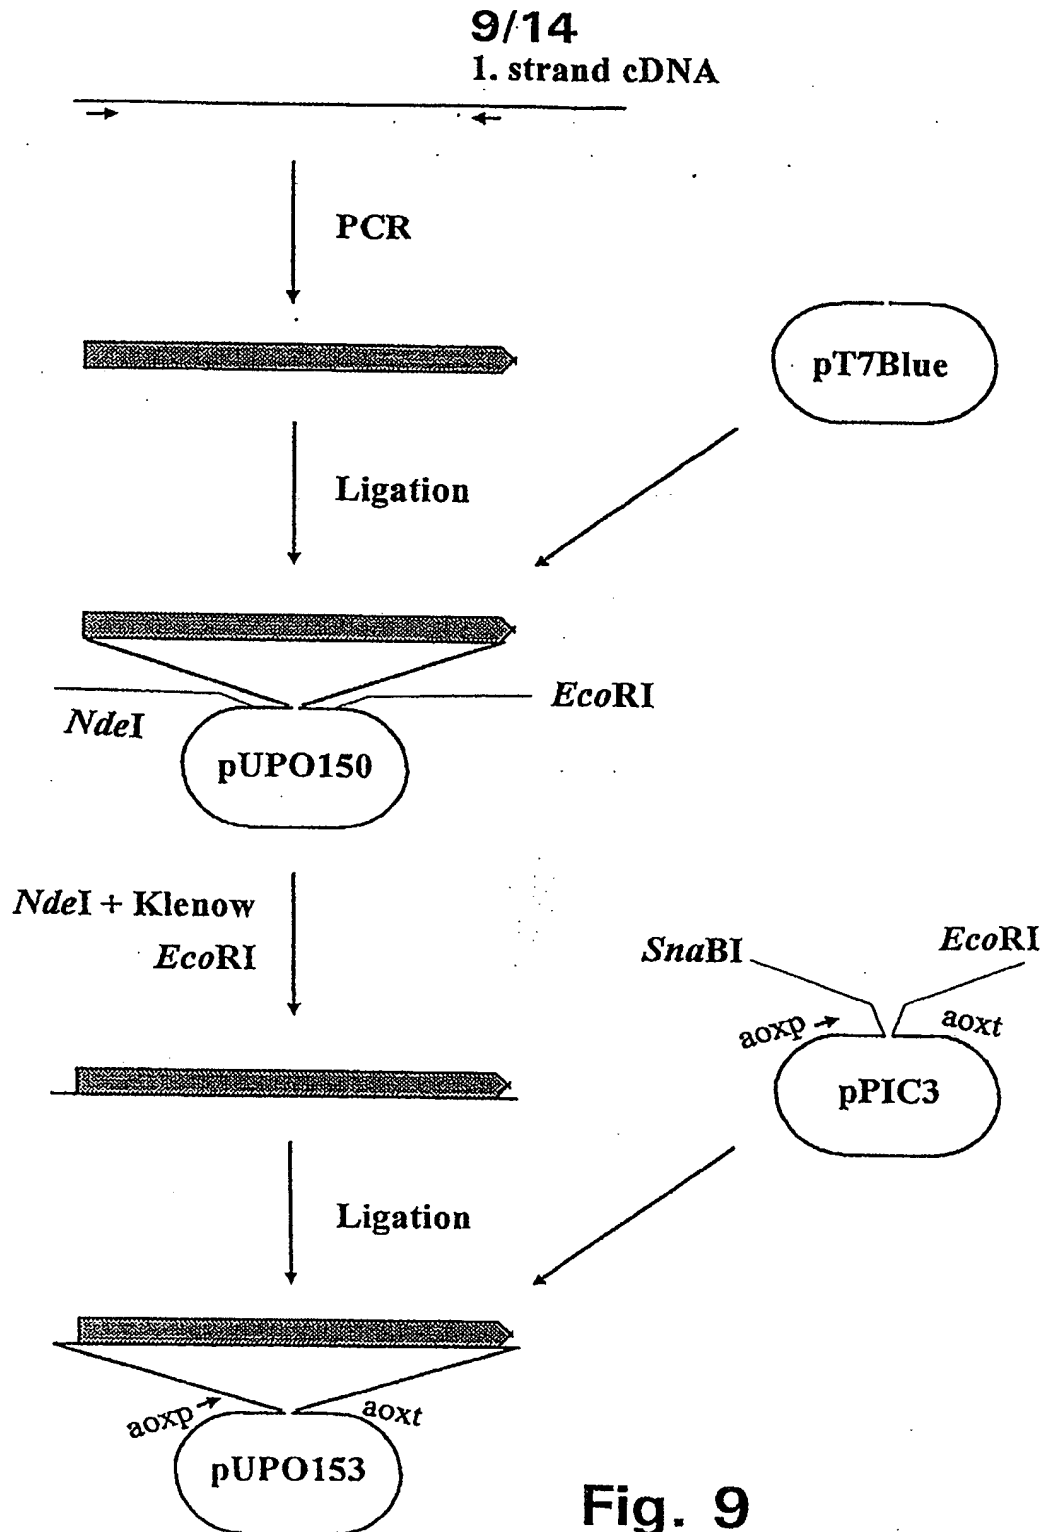 9/14
1. strand cDNA
PCR
pT7Blue
Ligation
NdeI
EcoRI
pUPO150
NdeI + Klenow
EcoRI
SnaBI
EcoRI
aoxp
aoxt
pPIC3
Ligation
aoxp
aoxt
pUPO153
Fig. 9